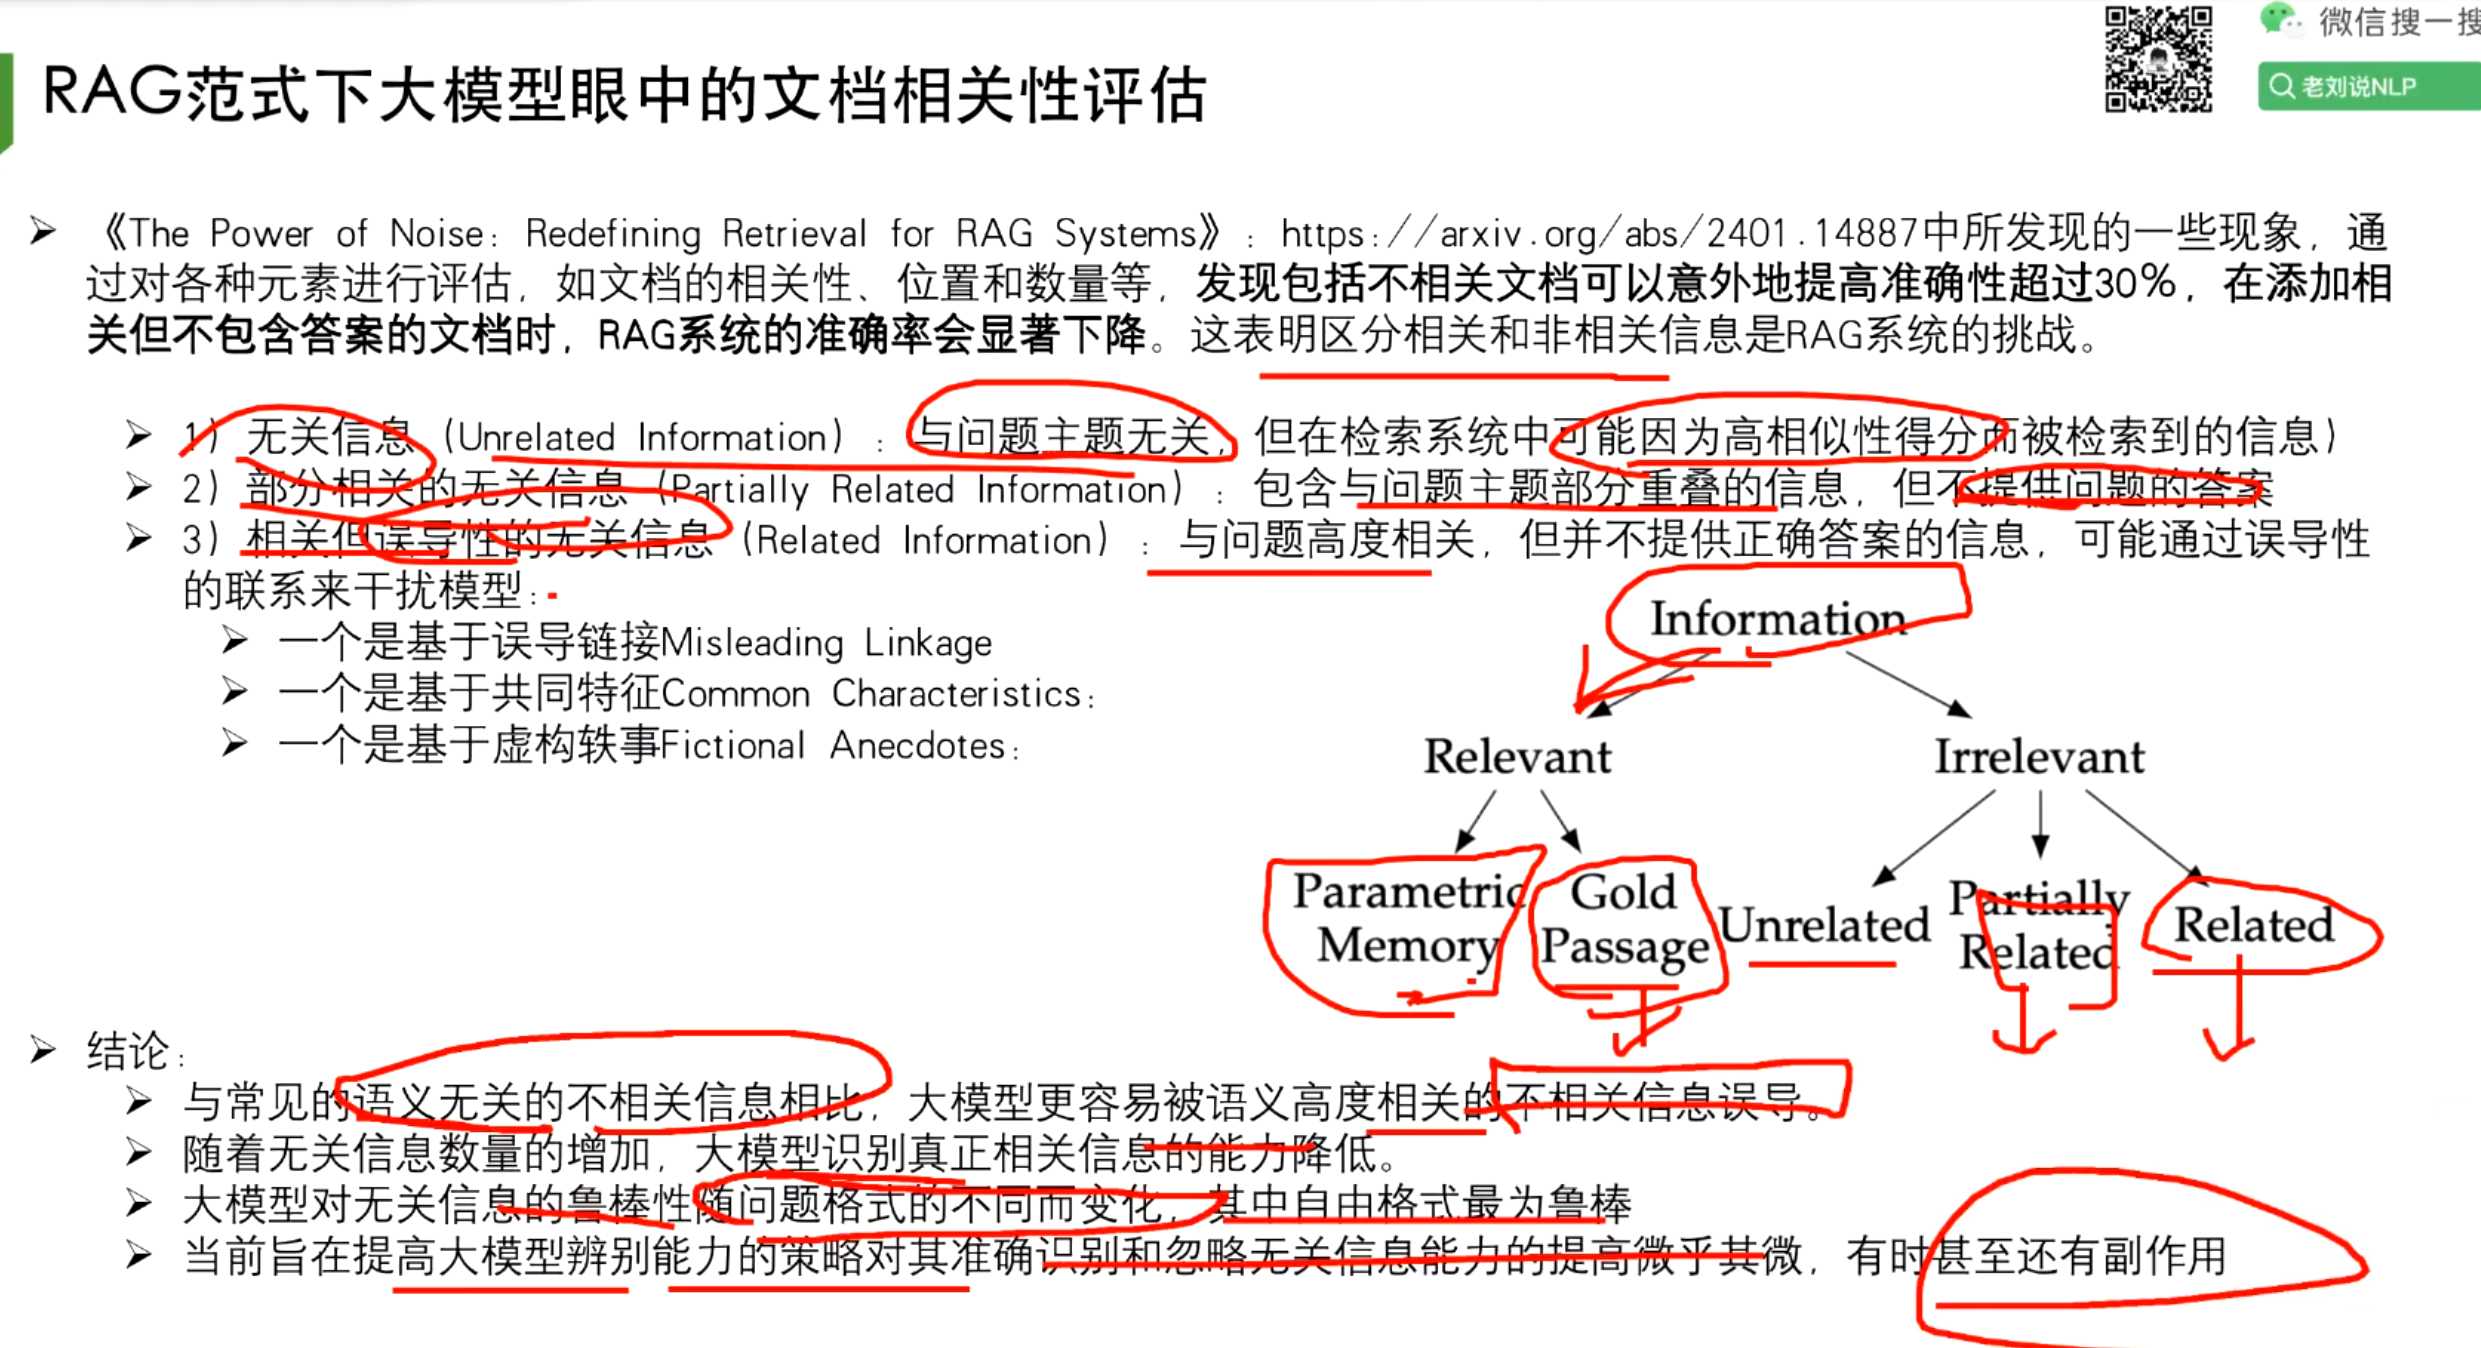 微信搜一搜
老刘说NLP
RAG范式下大模型眼中的文档相关性评估
《The Power of Noise: Redefining Retrieval for RAG Systems》: https://arxiv.org/abs/2401.14887中所发现的一些现象，通
过对各种元素进行评估，如文档的相关性、位置和数量等，发现包括不相关文档可以意外地提高准确性超过30%，在添加相
关但不包含答案的文档时，RAG系统的准确率会显著下降。这表明区分相关和非相关信息是RAG系统的挑战。
1）无关信息（Unrelated Information）: 与问题主题无关，但在检索系统中可能因为高相似性得分而被检索到的信息）
2）部分相关的无关信息（Partially Related Information）: 包含与问题主题部分重叠的信息，但不提供问题的答案
3）相关但误导性的无关信息（Related Information）: 与问题高度相关，但并不提供正确答案的信息，可能通过误导性
的联系来干扰模型:
一个是基于误导链接Misleading Linkage
一个是基于共同特征Common Characteristics:
一个是基于虚构轶事Fictional Anecdotes:
Information
Relevant
Irrelevant
Parametric
Memory
Gold
Passage
Unrelated
Partially
Related
Related
结论:
与常见的语义无关的不相关信息相比，大模型更容易被语义高度相关的不相关信息误导。
随着无关信息数量的增加，大模型识别真正相关信息的能力降低。
大模型对无关信息的鲁棒性随问题格式的不同而变化，其中自由格式最为鲁棒
当前旨在提高大模型辨别能力的策略对其准确识别和忽略无关信息能力的提高微乎其微，有时甚至还有副作用